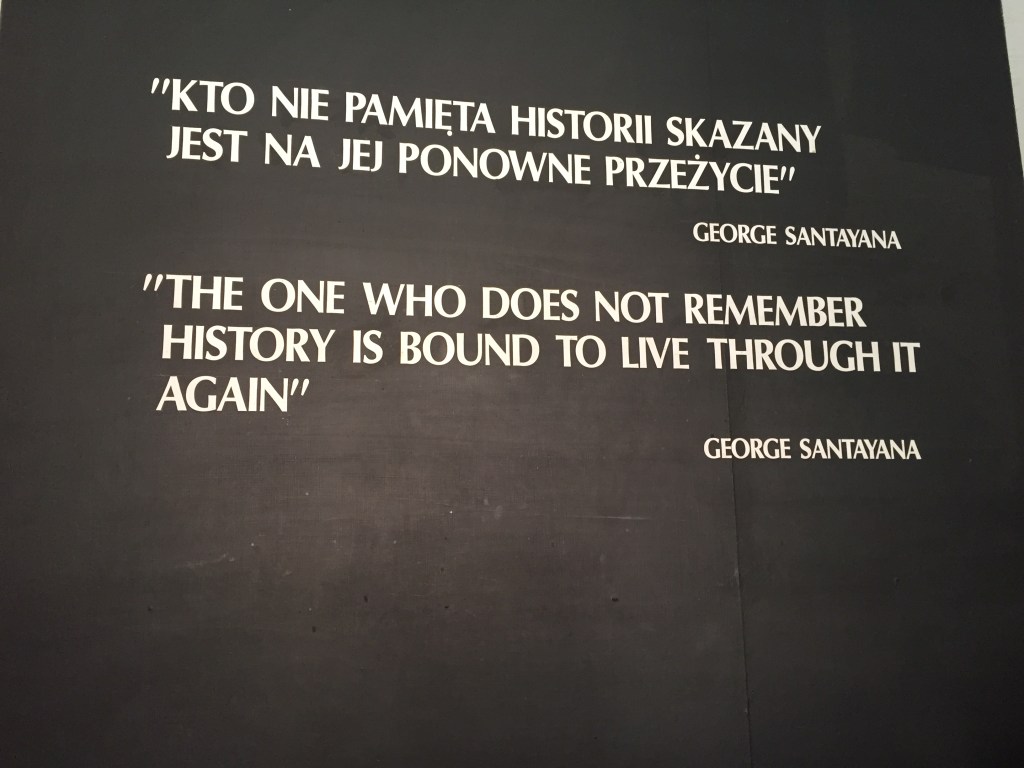 "KTO NIE PAMIĘTA HISTORII SKAZANY
JEST NA JEJ PONOWNE PRZEŻYCIE"
GEORGE SANTAYANA
"THE ONE WHO DOES NOT REMEMBER
HISTORY IS BOUND TO LIVE THROUGH IT
AGAIN"
GEORGE SANTAYANA